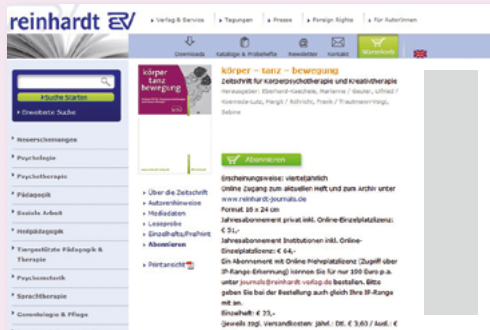 reinhardt
Verlag & Service
Tagungen
Presse
Foreign Rights
Für AutorInnen
Downloads
Kataloge & Probehefte
Newsletter
Kontakt
Warenkorb
Suche Starten
Erweiterte Suche
Neuerscheinungen
Psychologie
Psychotherapie
Pädagogik
Soziale Arbeit
Heilpädagogik
Tiergestützte Pädagogik &
Therapie
Psychomotorik
Sprachtherapie
Gerontologie & Pflege
körper
tanz
bewegung
Über die Zeitschrift
Autorenhinweise
Mediadaten
Leseprobe
Einzelhefte/PrePrint
Abonnieren
Printansicht
körper – tanz – bewegung
Zeitschrift für Körperpsychotherapie und Kreativtherapie
Herausgeber: Eberhard-Kaechele, Marianne / Geuter, Ulfried /
Koemeda-Lutz, Margit / Röhricht, Frank / Trautmann-Voigt,
Sabine
Abonnieren
Erscheinungsweise: vierteljährlich
Online Zugang zum aktuellen Heft und zum Archiv unter
www.reinhardt-journals.de
Format 16 x 24 cm
Jahresabonnement privat inkl. Online-Einzelplatzlizenz:
€ 51,-
Jahresabonnement Institutionen inkl. Online-
Einzelplatzlizenz: € 64,-
Ein Abonnement mit Online Mehrplatzlizenz (Zugriff über
IP-Range-Erkennung) können Sie für nur 190 Euro p.a.
unter journals@reinhardt-verlag.de bestellen. Bitte
geben Sie bei der Bestellung auch gleich Ihre IP-Range
mit an.
Einzelheft: € 23,-
(jeweils zzgl. Versandkosten: jährl.: Dtl. € 3,60 / Ausl.: €